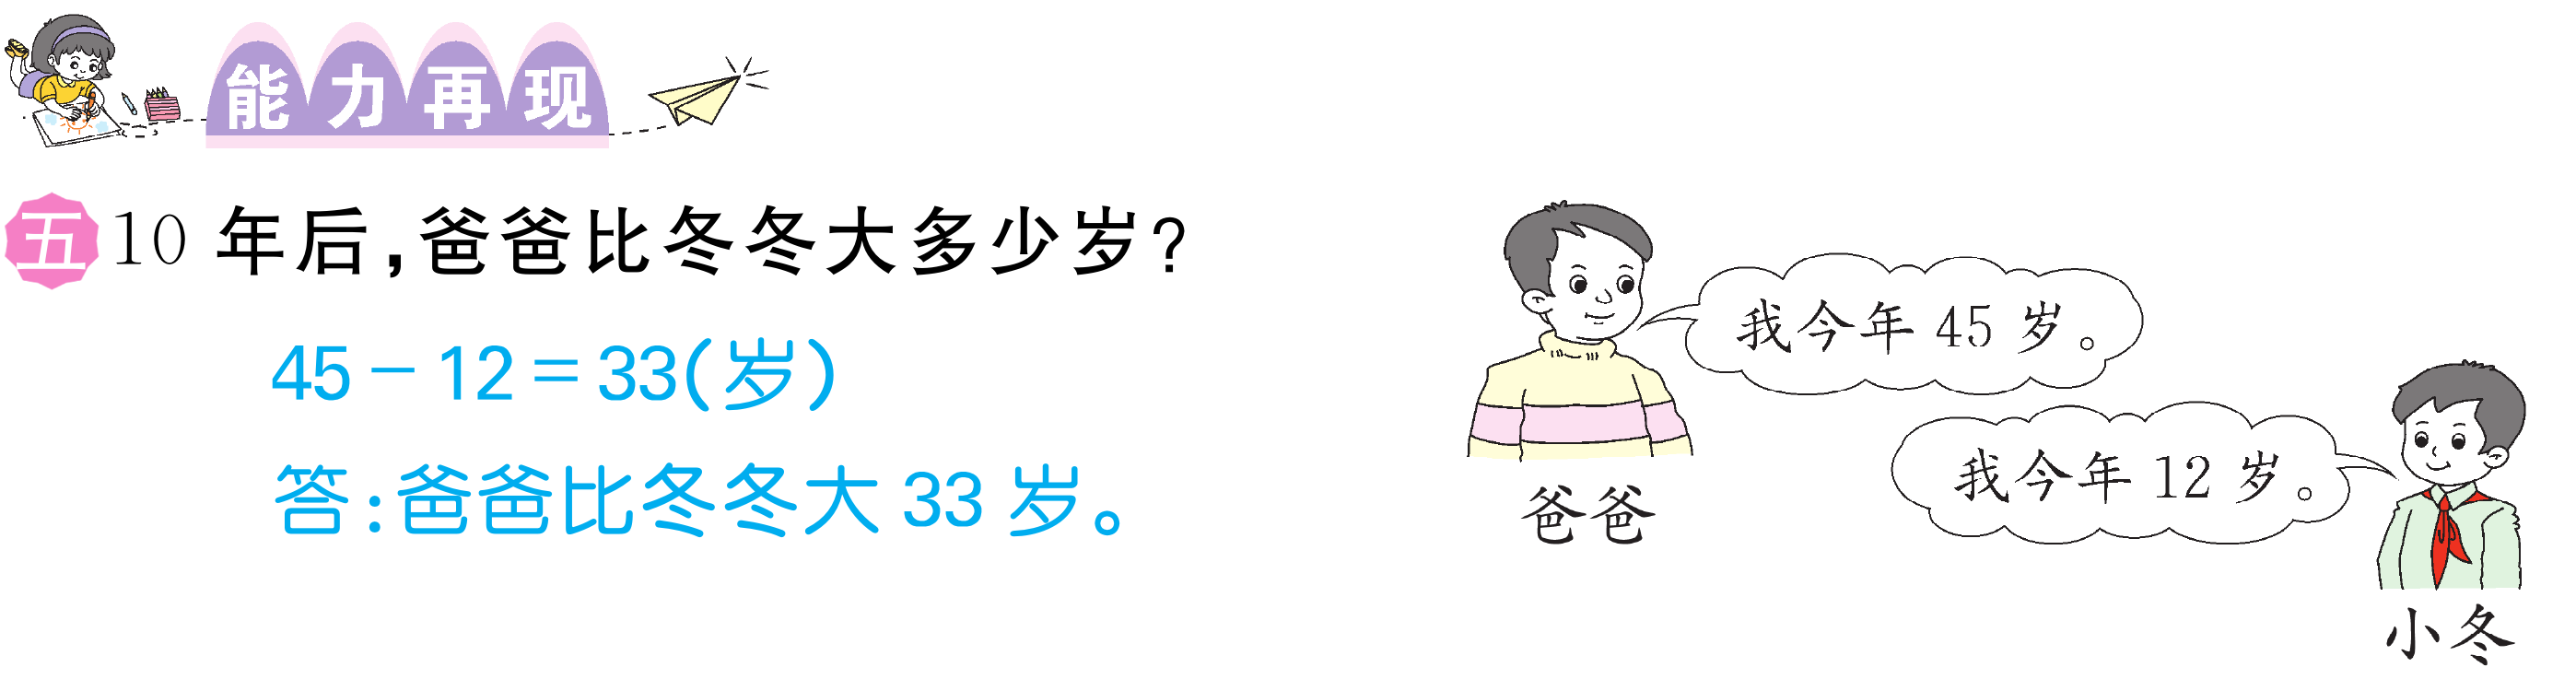 能力再现
五 10 年后,爸爸比冬冬大多少岁?
45-12=33(岁)
答:爸爸比冬冬大 33 岁。
我今年 45 岁。
爸爸
我今年 12 岁。
小冬